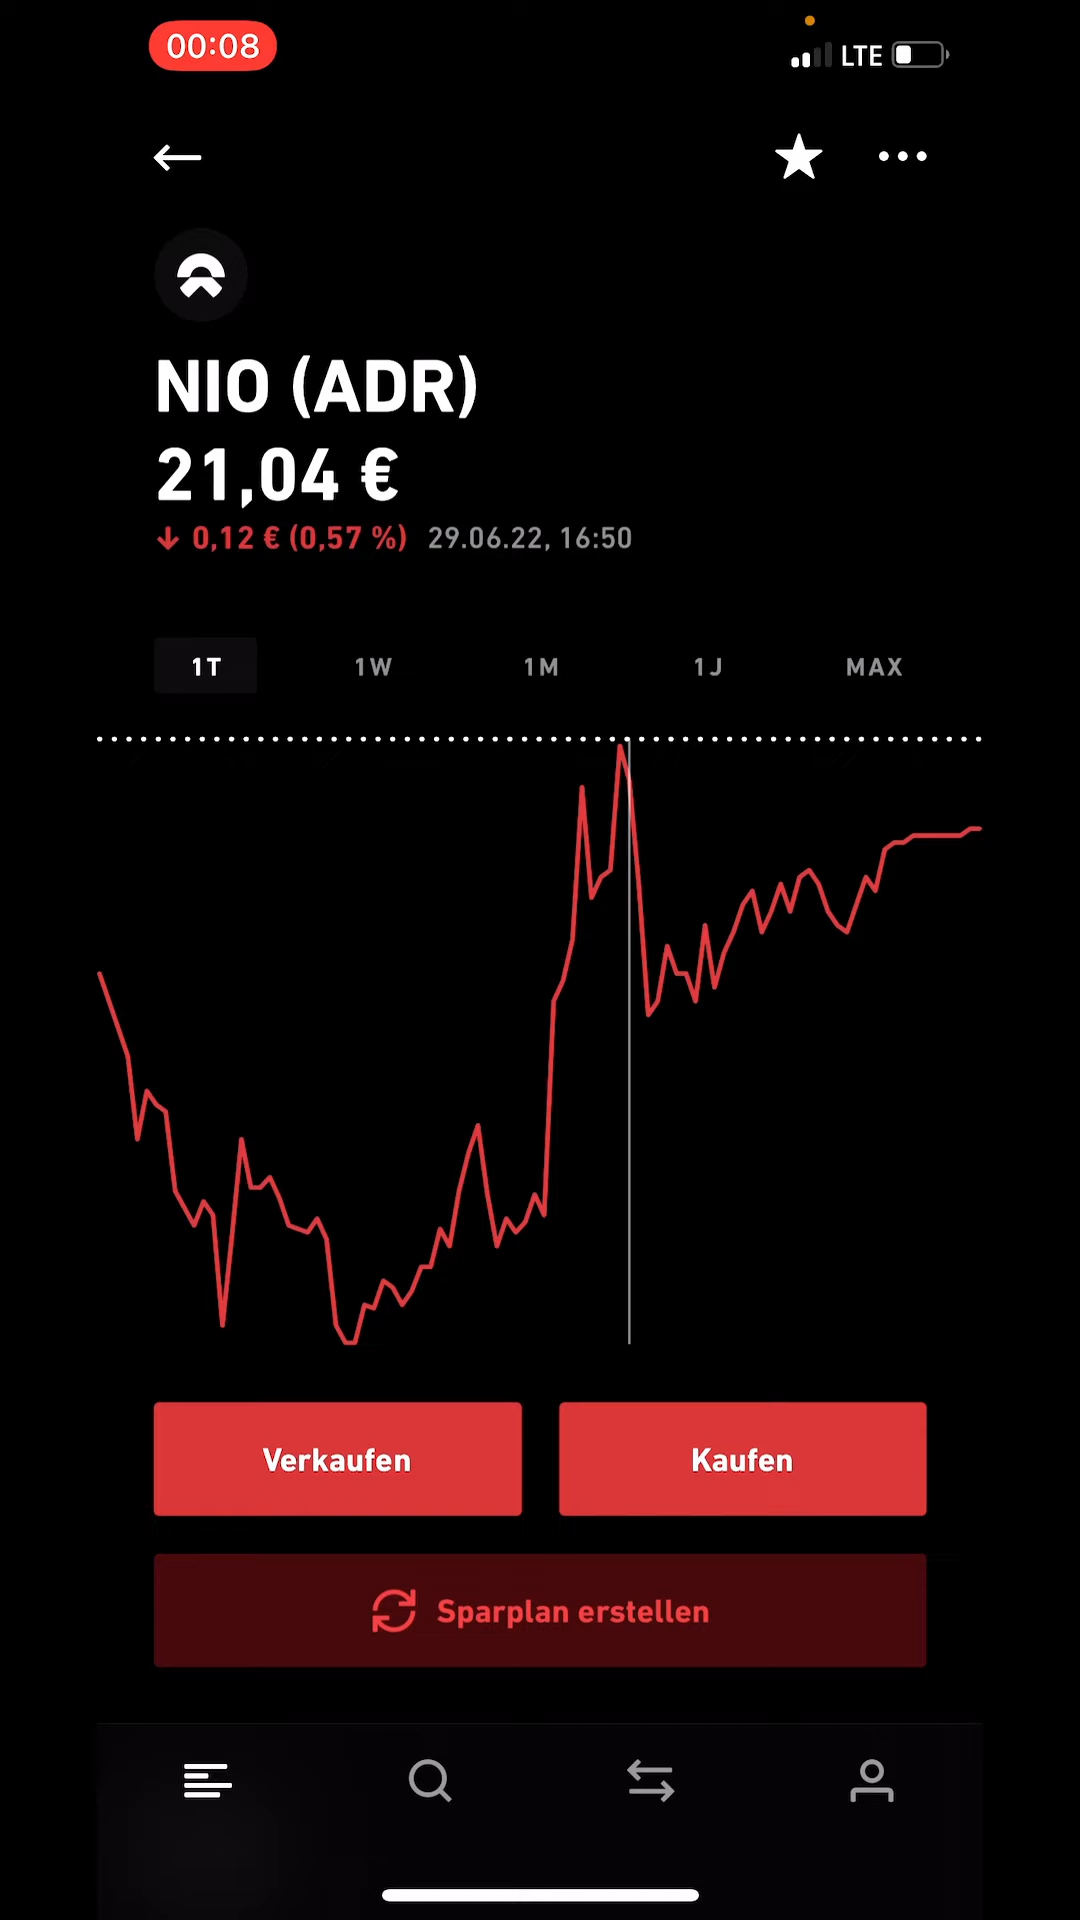 00:08
LTE
NIO (ADR)
21,04 €
0,12 € (0,57 %) 29.06.22, 16:50
1T 1W 1M 1J MAX
Verkaufen Kaufen
Sparplan erstellen